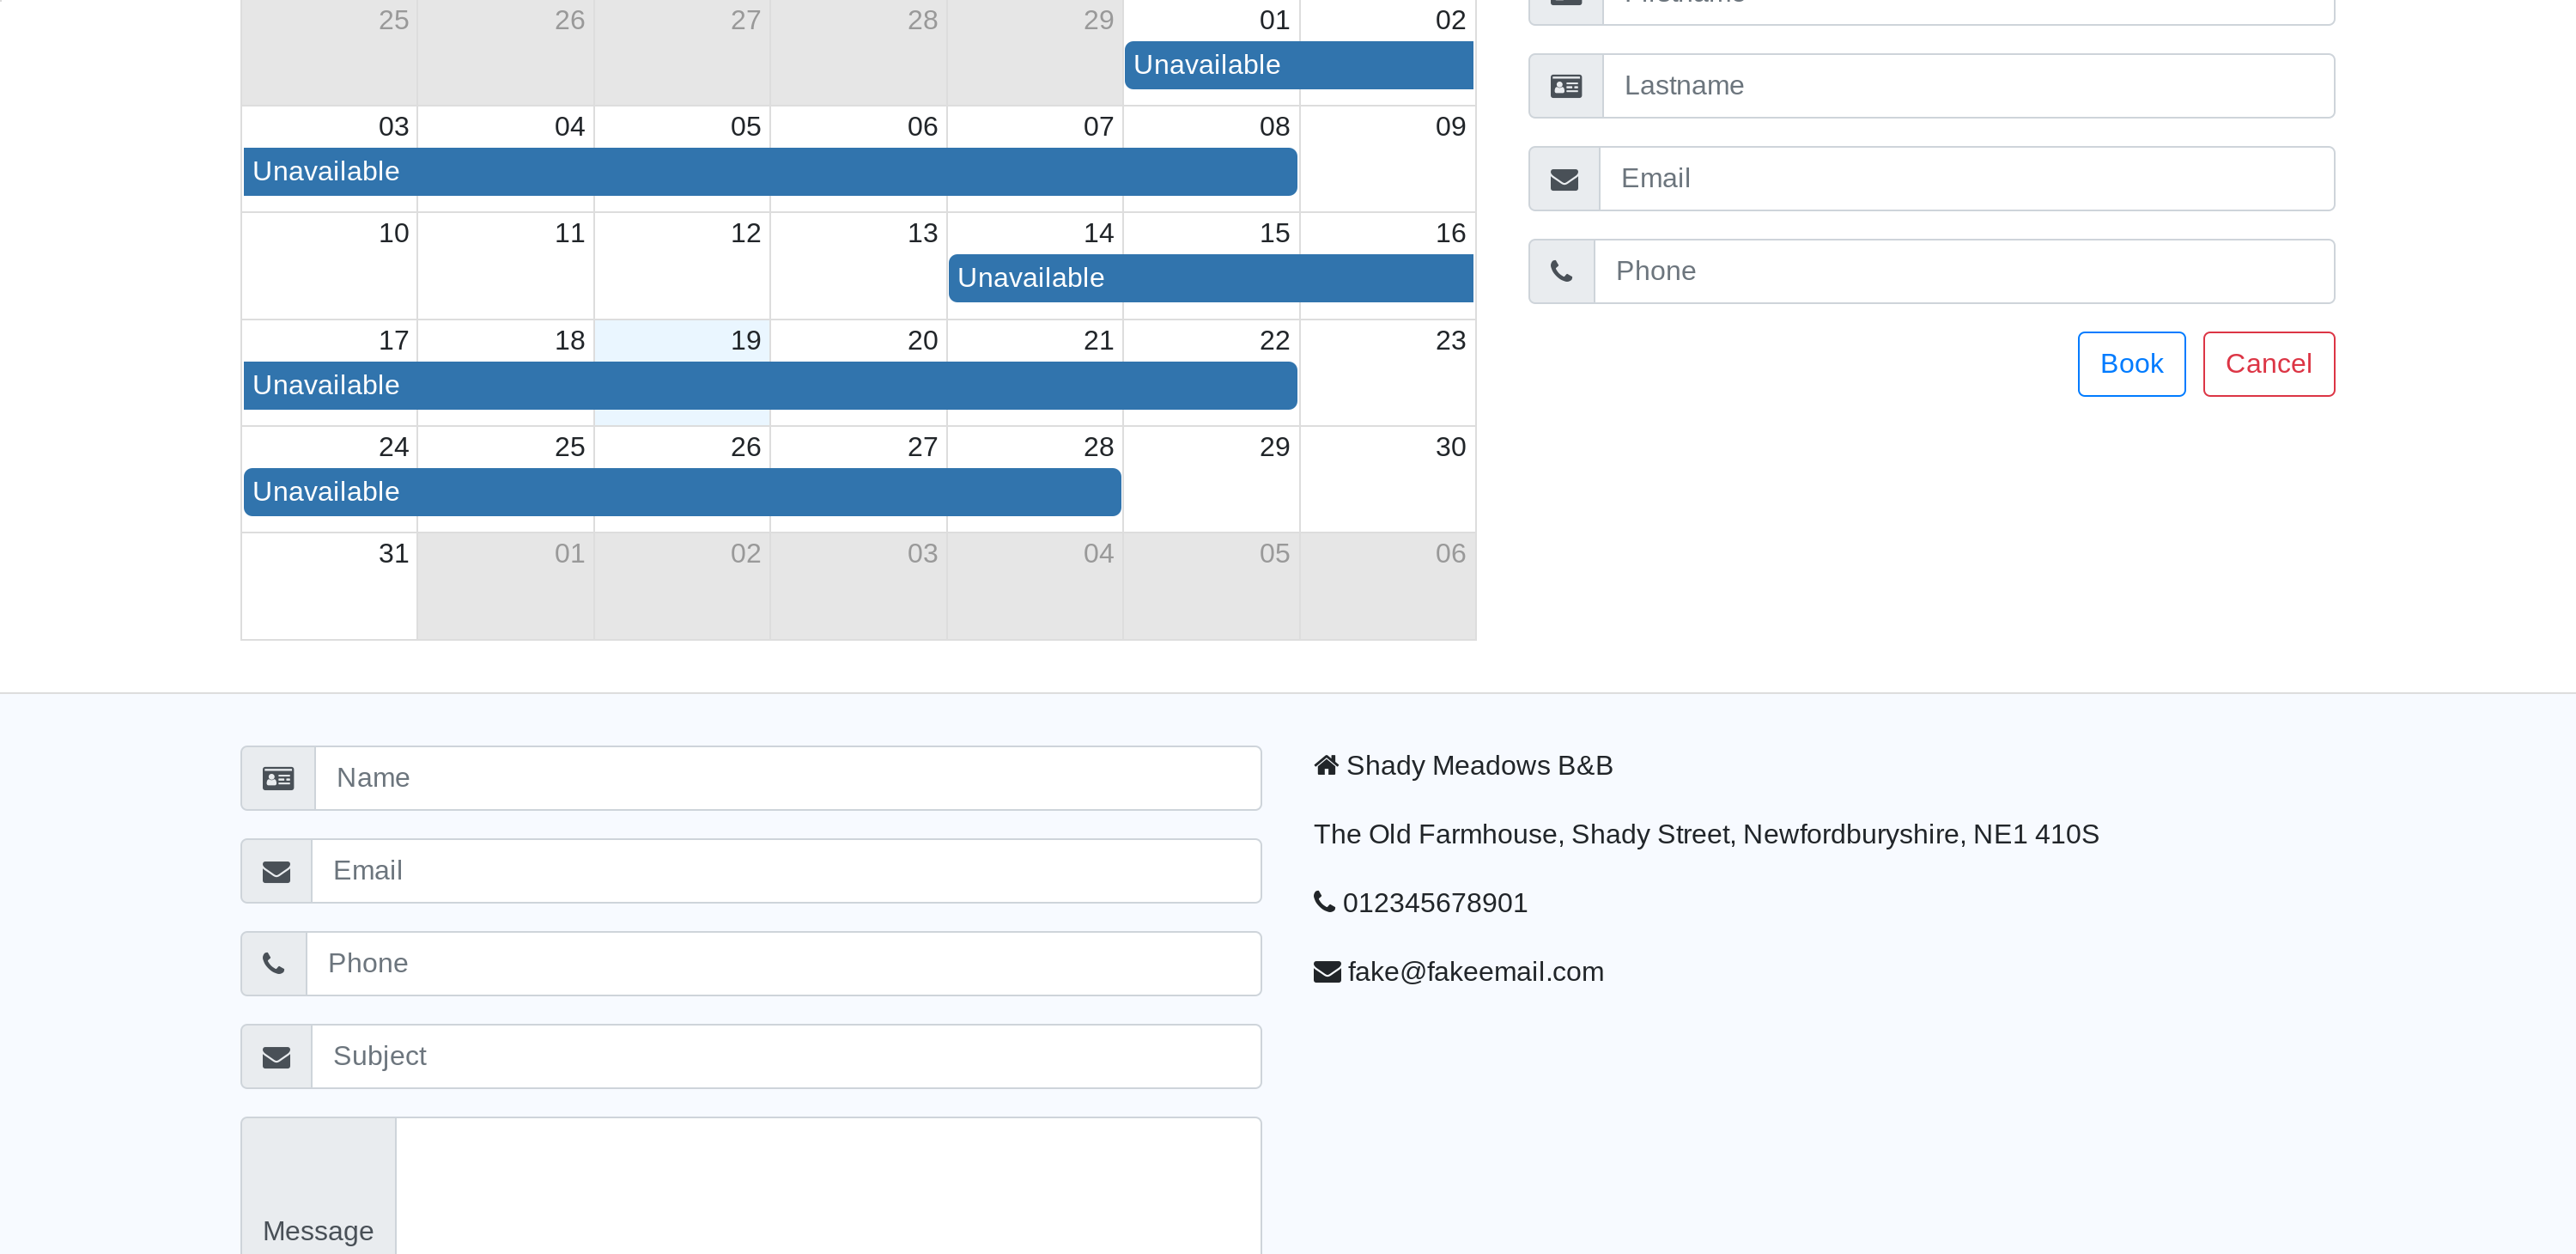 25 26 27 28 29 01 02
Unavailable
03 04 05 06 07 08 09
Unavailable
10 11 12 13 14 15 16
Unavailable
17 18 19 20 21 22 23
Unavailable
24 25 26 27 28 29 30
Unavailable
31 01 02 03 04 05 06
Lastname
Email
Phone
Book Cancel
Name
Email
Phone
Subject
Message
Shady Meadows B&B
The Old Farmhouse, Shady Street, Newfordburyshire, NE1 410S
012345678901
fake@fakeemail.com